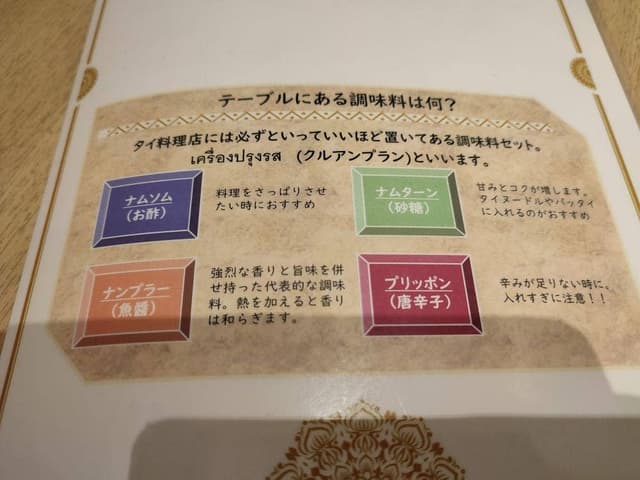 テーブルにある調味料は何?
タイ料理店には必ずといっていいほど置いてある調味料セット。
เครื่องปรุงรส (クルアンプラン)といいます。
ナムソム
(お酢)
料理をさっぱりさせ
たい時におすすめ
ナムターン
(砂糖)
甘みとコクが増します。
タイヌードルやパッタイ
に入れるのがおすすめ
ナンプラー
(魚醬)
強烈な香りと旨味を併
せ持った代表的な調味
料。熱を加えると香り
は和らぎます。
プリッポン
(唐辛子)
辛みが足りない時に。
入れすぎに注意!!